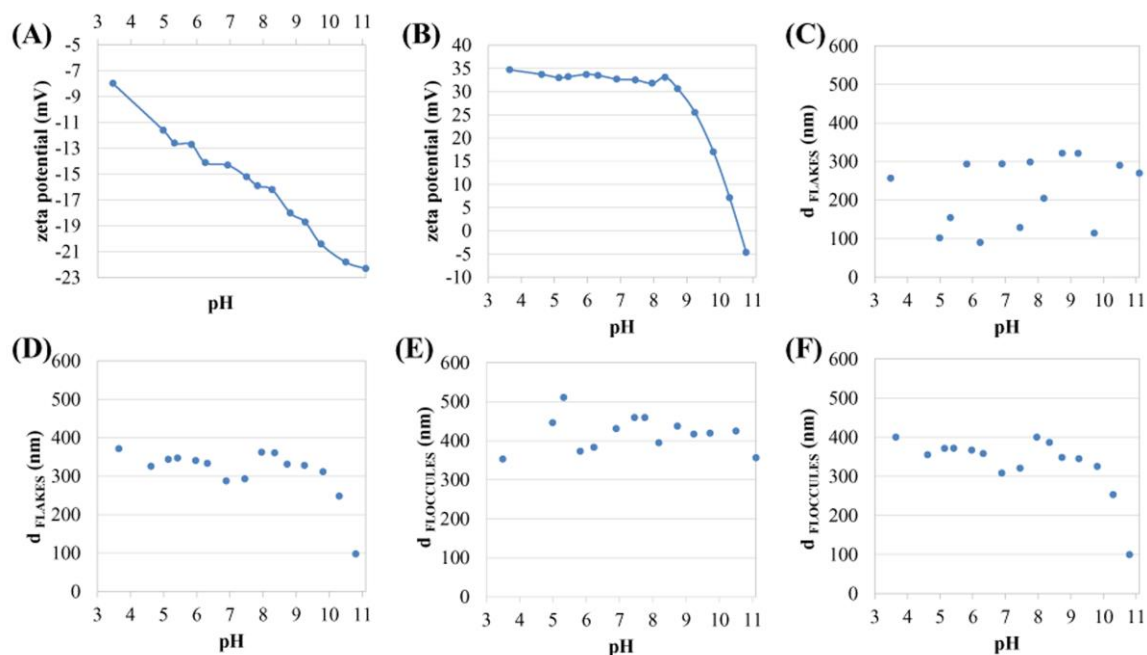 3 4 5 6 7 8 9 10 11
(A)
-5
-7
-9
-11
-13
-15
-17
-19
-21
-23
zeta potential (mV)
pH
(B)
40
35
30
25
20
15
10
5
0
-5
-10
zeta potential (mV)
3 4 5 6 7 8 9 10 11
pH
(C)
600
500
400
300
200
100
0
d FLAKES (nm)
3 4 5 6 7 8 9 10 11
pH
(D)
600
500
400
300
200
100
0
d FLAKES (nm)
3 4 5 6 7 8 9 10 11
pH
(E)
600
500
400
300
200
100
0
d FLOCCULES (nm)
3 4 5 6 7 8 9 10 11
pH
(F)
600
500
400
300
200
100
0
d FLOCCULES (nm)
3 4 5 6 7 8 9 10 11
pH